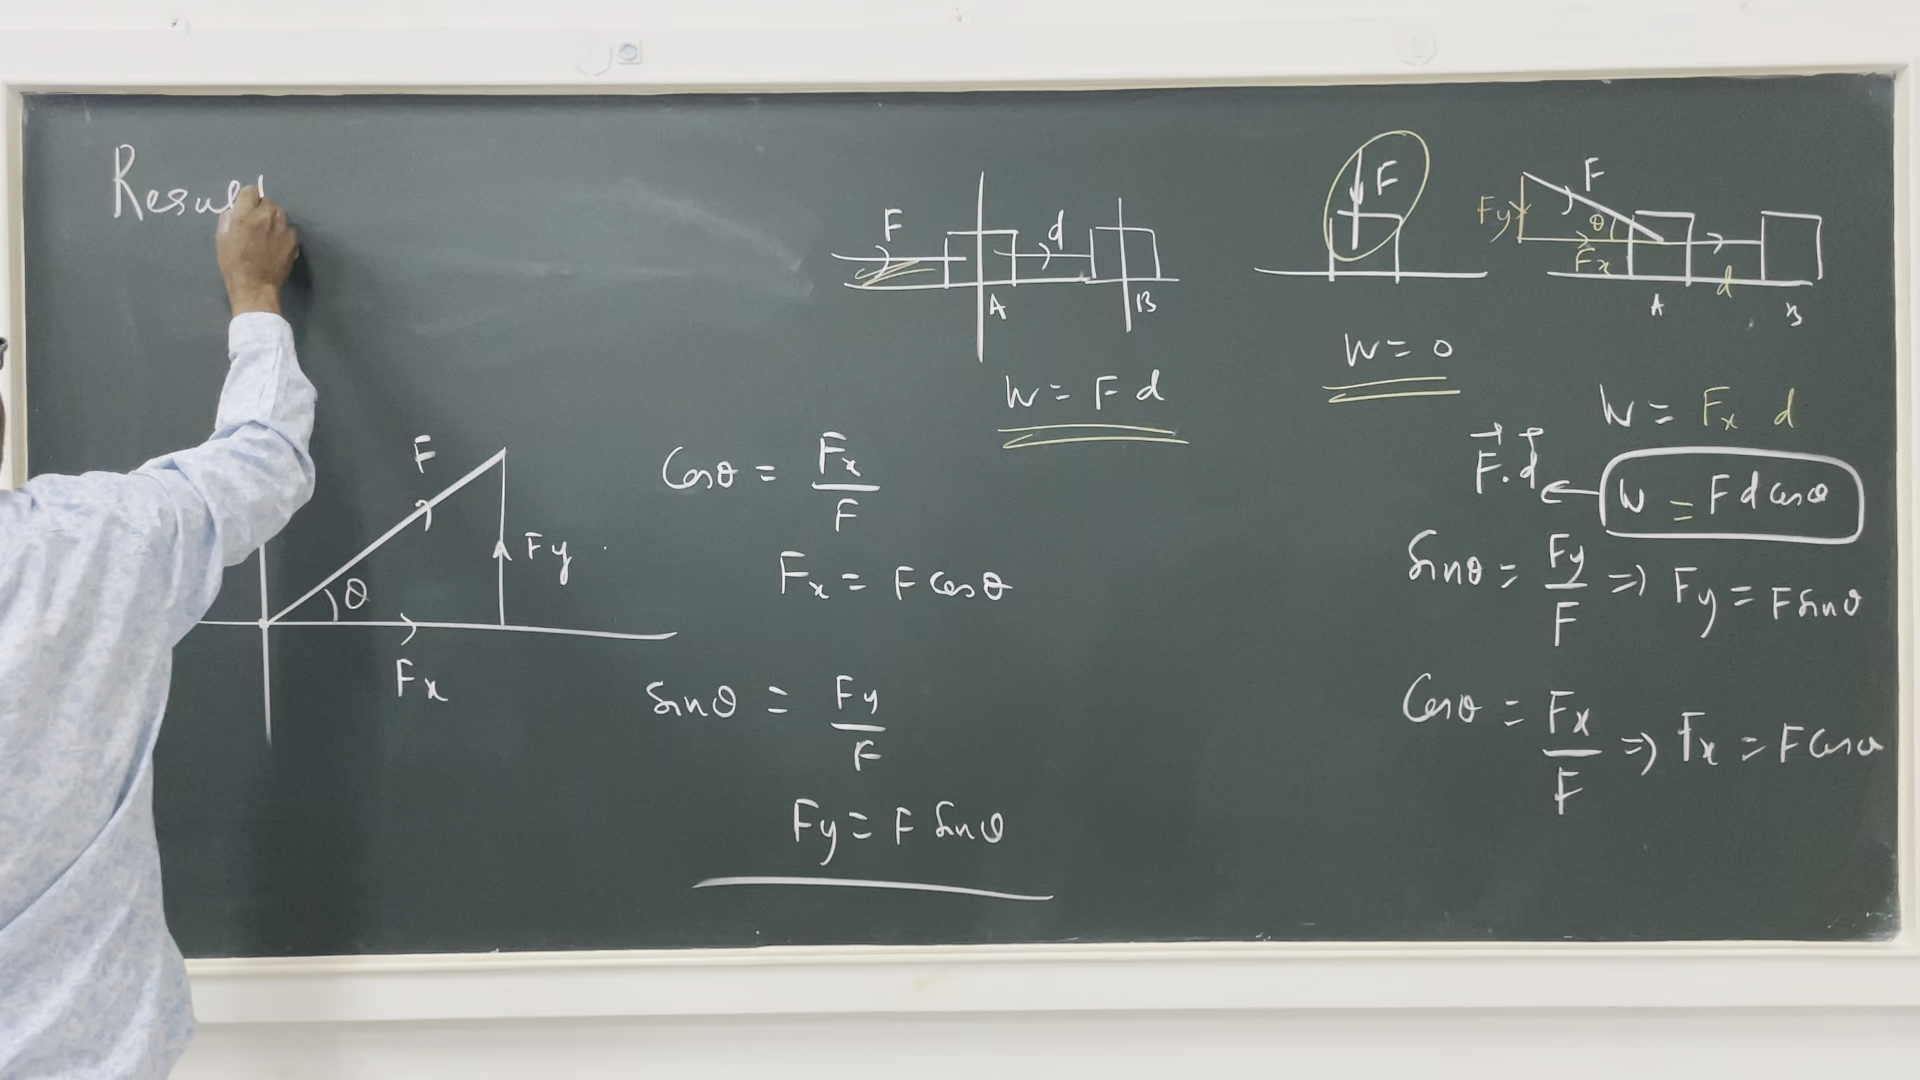 Resul
F
θ
Fy
Fx
Cosθ = Fx/F
Fx = F Cosθ
Sinθ = Fy/F
Fy = F Sinθ
F
d
A
B
W = F d
F
W = 0
F
Fy
θ
Fx
d
A
B
W = Fx d
F⃗.d⃗ ← W = F d Cosθ
Sinθ = Fy/F => Fy = F Sinθ
Cosθ = Fx/F => Fx = F Cosθ